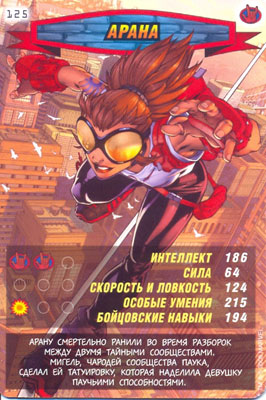 125
АРАНА
ИНТЕЛЛЕКТ 186
СИЛА 64
СКОРОСТЬ И ЛОВКОСТЬ 124
ОСОБЫЕ УМЕНИЯ 215
БОЙЦОВСКИЕ НАВЫКИ 194
АРАНУ СМЕРТЕЛЬНО РАНИЛИ ВО ВРЕМЯ РАЗБОРОК
МЕЖДУ ДВУМЯ ТАЙНЫМИ СООБЩЕСТВАМИ.
МИГЕЛЬ, ЧАРОДЕЙ СООБЩЕСТВА ПАУКА,
СДЕЛАЛ ЕЙ ТАТУИРОВКУ, КОТОРАЯ НАДЕЛИЛА ДЕВУШКУ
ПАУЧЬИМИ СПОСОБНОСТЯМИ.